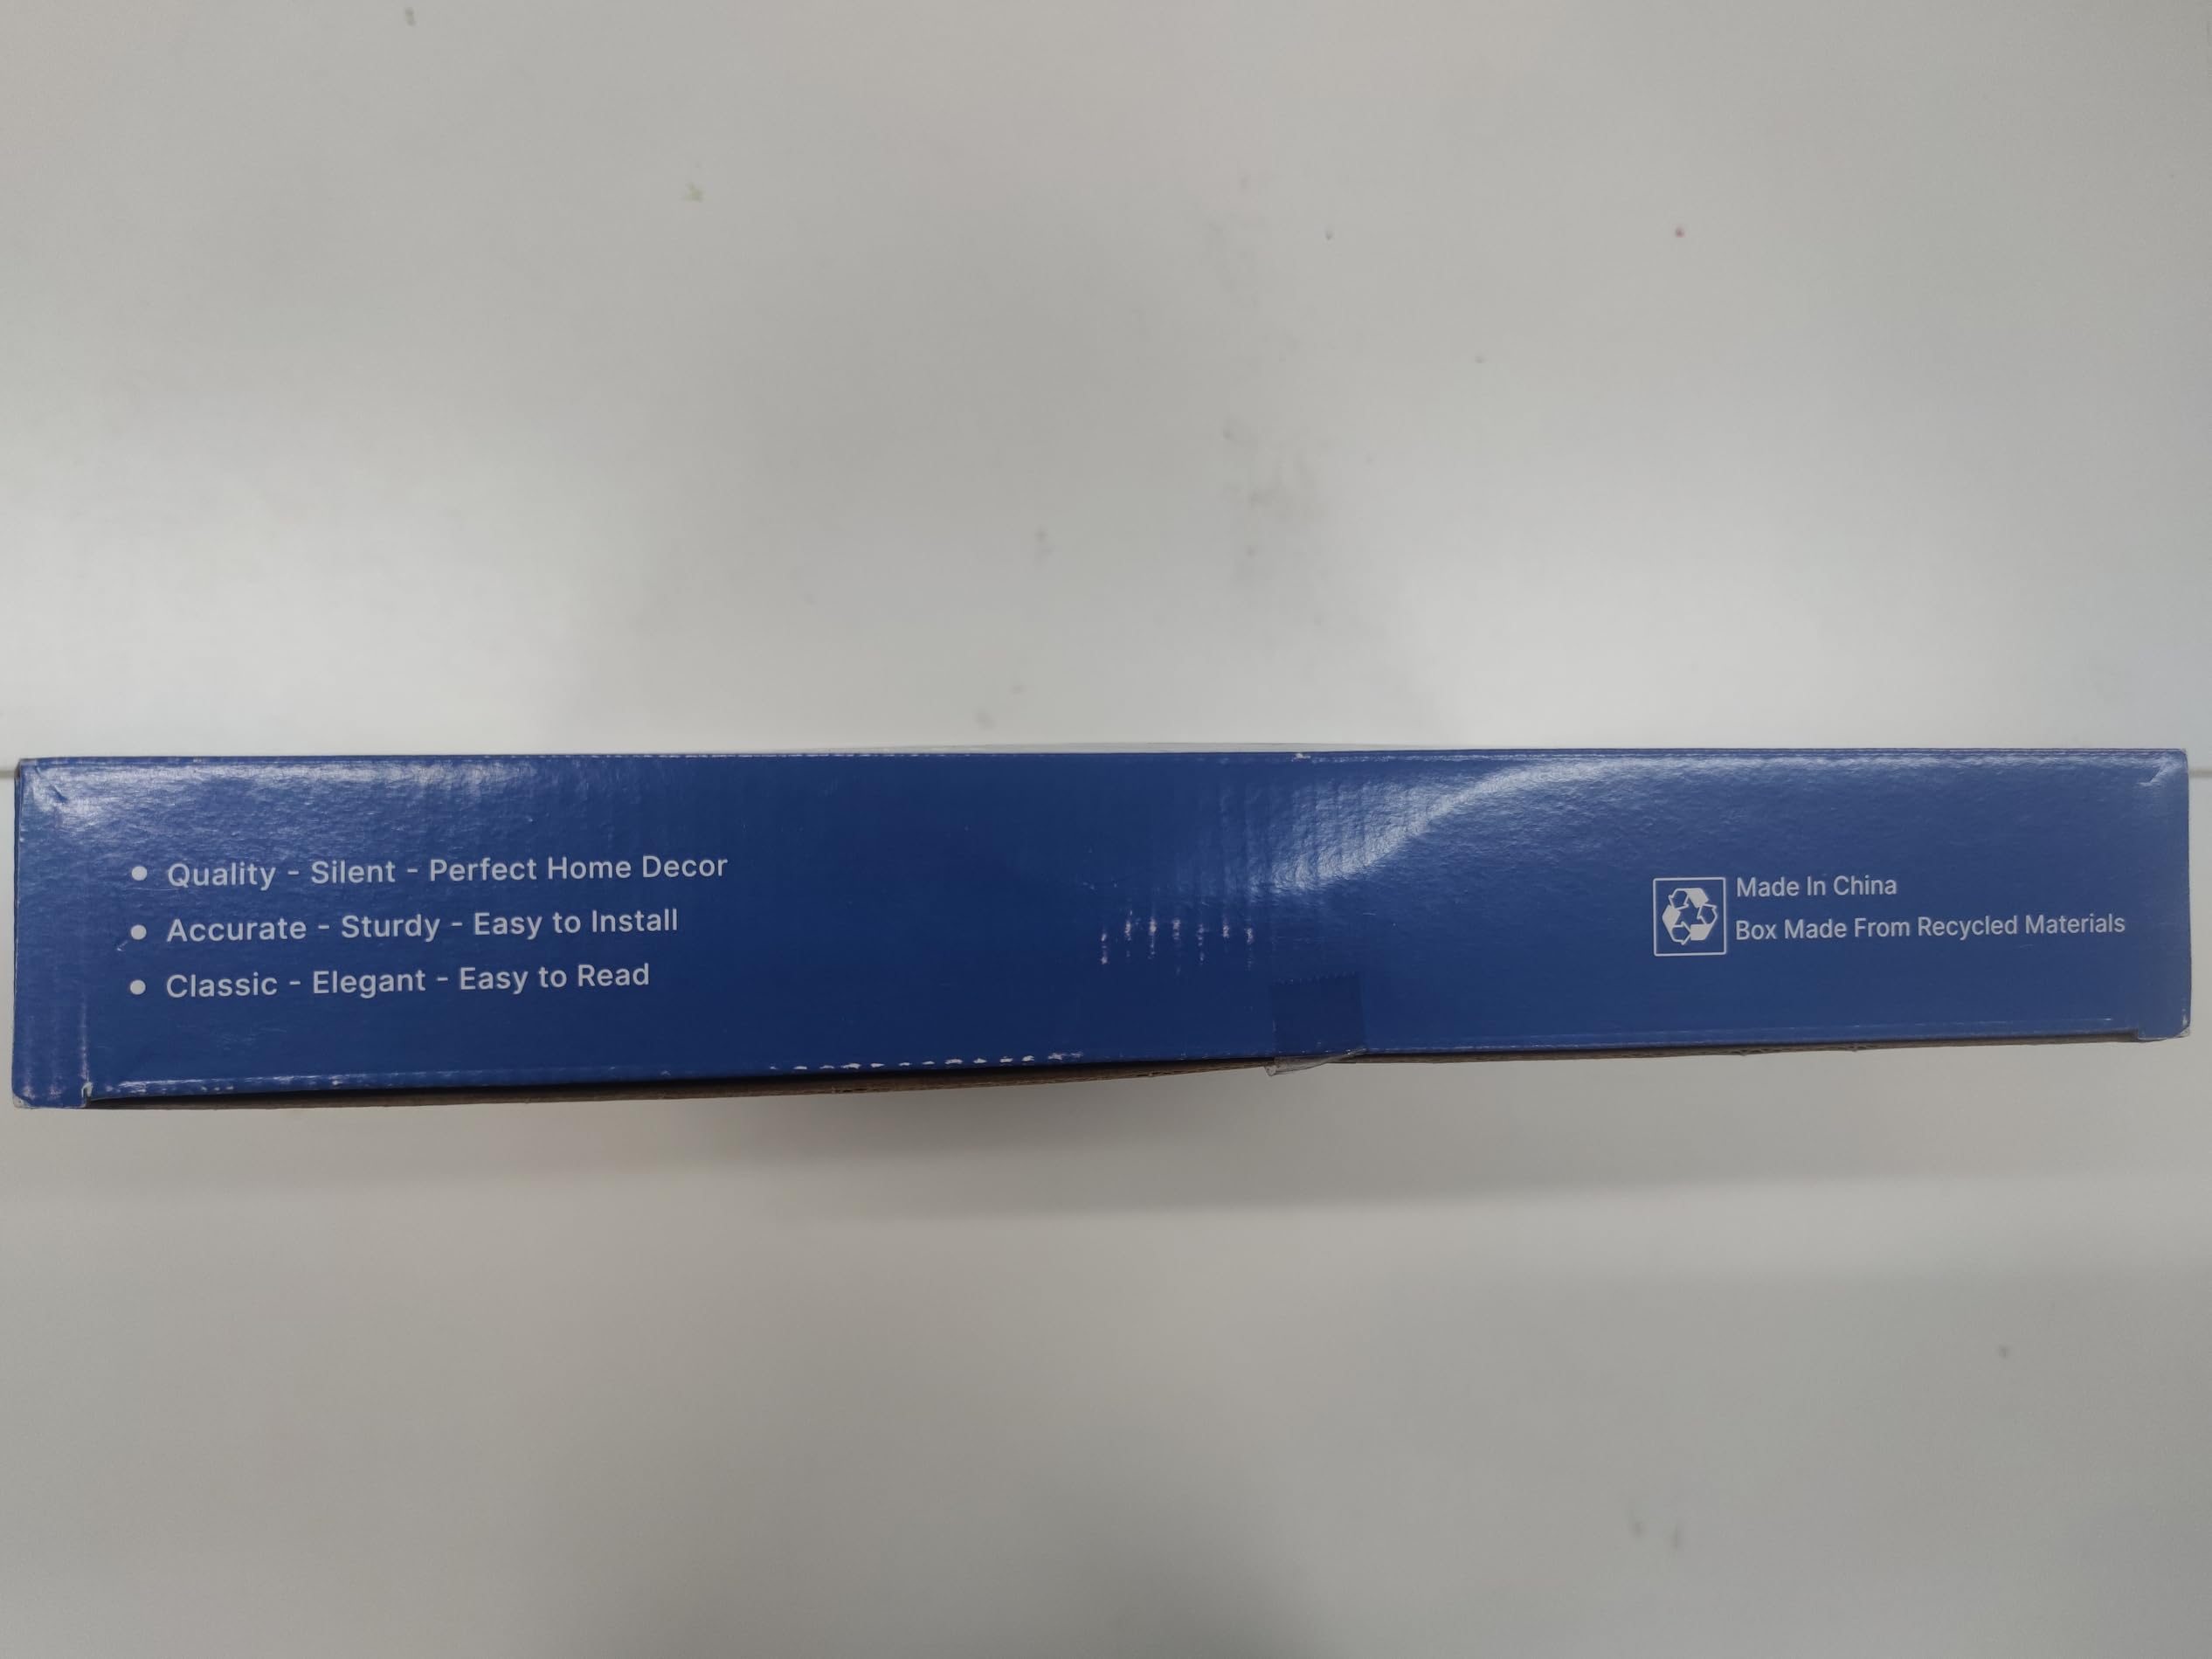 • Quality - Silent - Perfect Home Decor
• Accurate - Sturdy - Easy to Install
• Classic - Elegant - Easy to Read
Made In China
Box Made From Recycled Materials